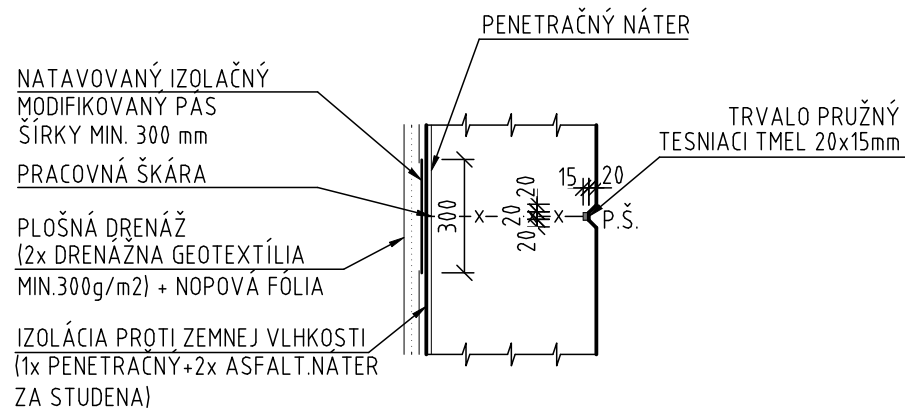 PENETRAČNÝ NÁTER
NATAVOVANÝ IZOLAČNÝ
MODIFIKOVANÝ PÁS
ŠÍRKY MIN. 300 mm
PRACOVNÁ ŠKÁRA
PLOŠNÁ DRENÁŽ
(2x DRENÁŽNA GEOTEXTÍLIA
MIN.300g/m2) + NOPOVÁ FÓLIA
IZOLÁCIA PROTI ZEMNEJ VLHKOSTI
(1x PENETRAČNÝ+2x ASFALT.NÁTER
ZA STUDENA)
TRVALO PRUŽNÝ
TESNIACI TMEL 20x15mm
15 20
300
20
20
20
P.Š.